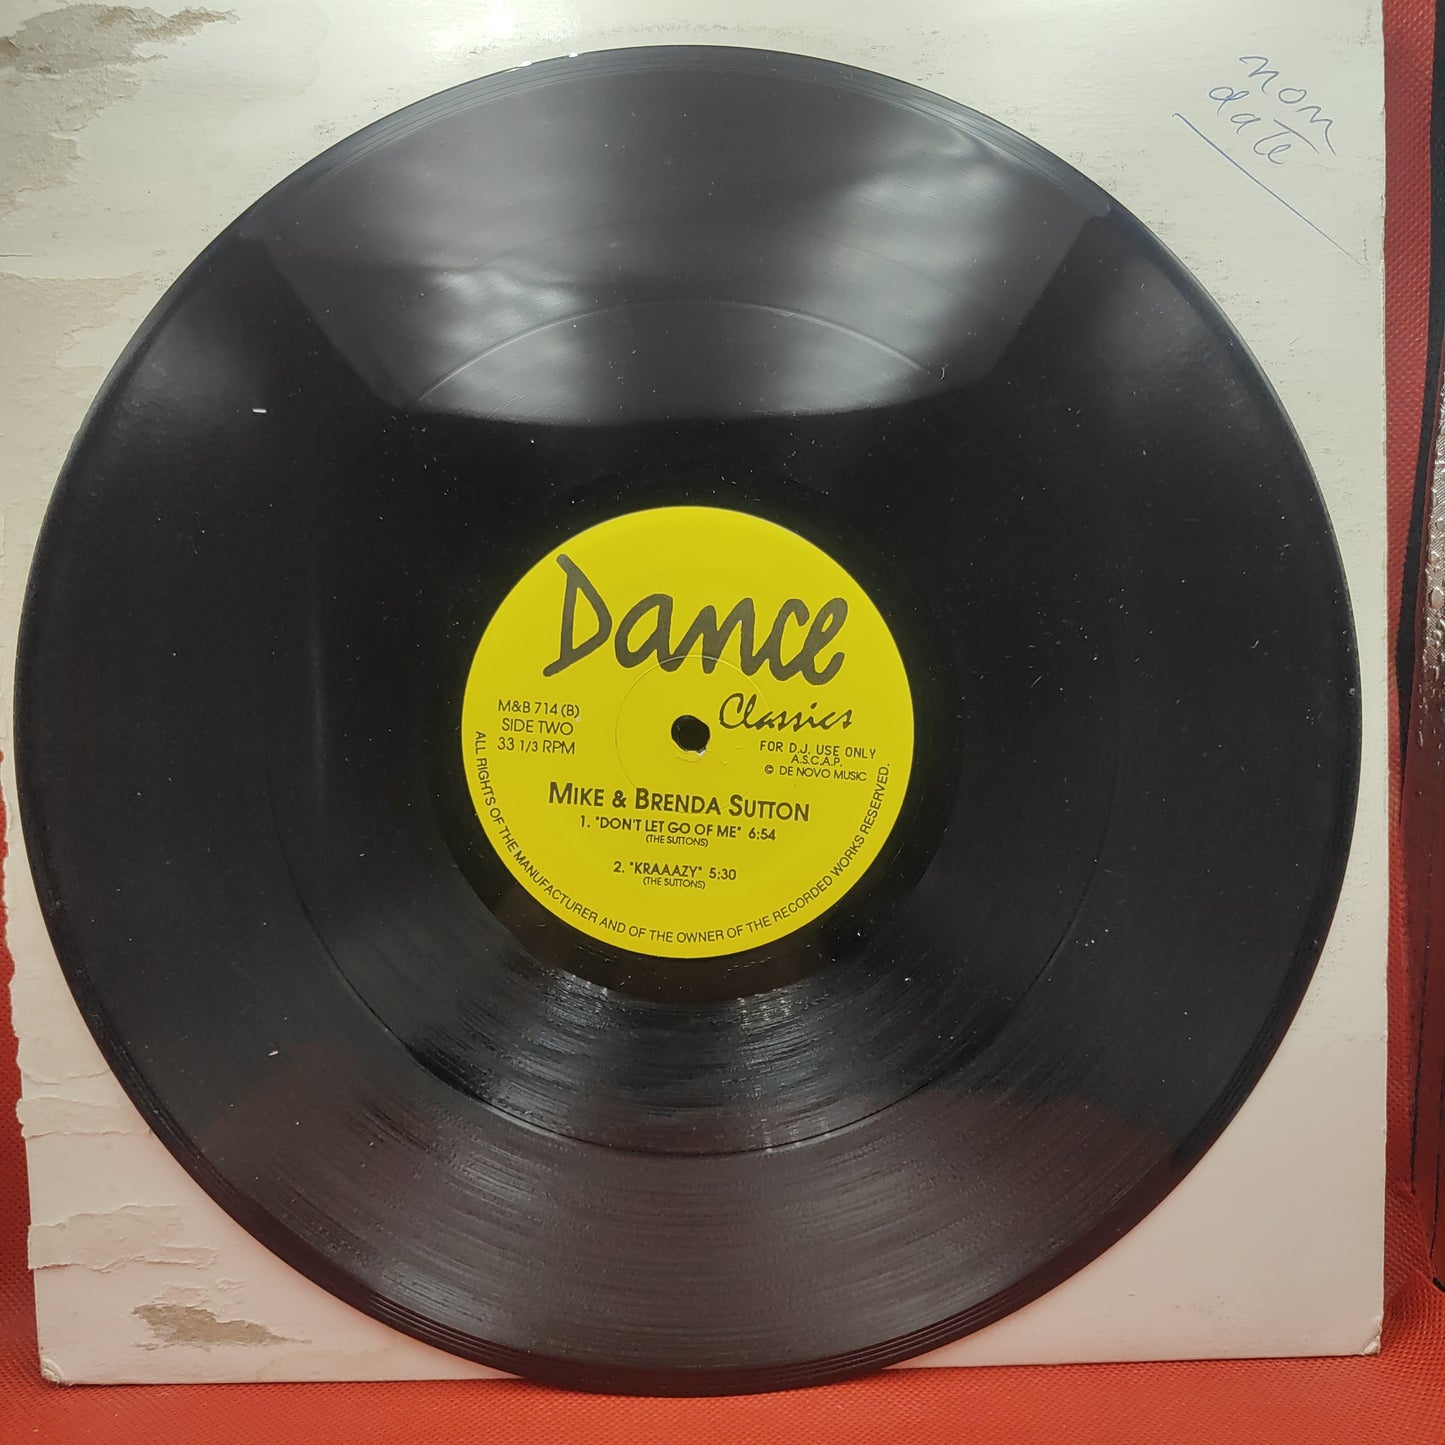 non
date
Dance
Classics
M&B 714 (B)
SIDE TWO
33 1/3 RPM
FOR D.J. USE ONLY
A.S.C.A.P.
© DE NOVO MUSIC
MIKE & BRENDA SUTTON
1. "DON'T LET GO OF ME" 6:54
(THE SUTTONS)
2. "KRAAAZY" 5:30
(THE SUTTONS)
ALL RIGHTS OF THE MANUFACTURER AND OF THE OWNER OF THE RECORDED WORKS RESERVED.